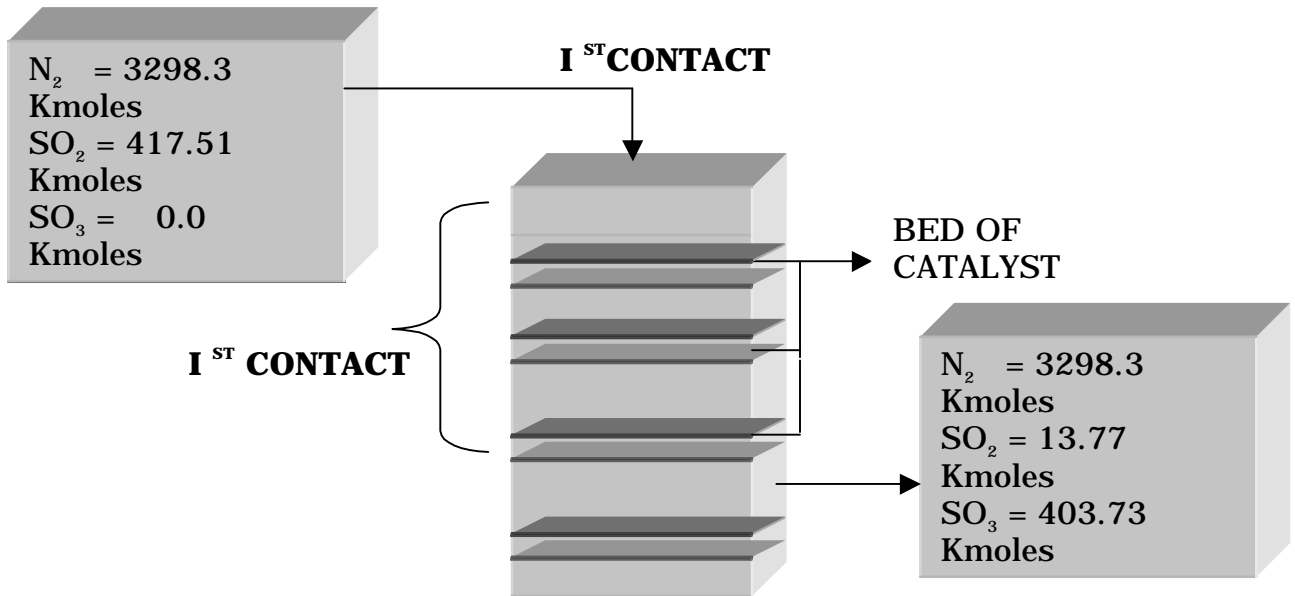 N₂ = 3298.3
Kmoles
SO₂ = 417.51
Kmoles
SO₃ = 0.0
Kmoles
I ST CONTACT
BED OF
CATALYST
I ST CONTACT
N₂ = 3298.3
Kmoles
SO₂ = 13.77
Kmoles
SO₃ = 403.73
Kmoles